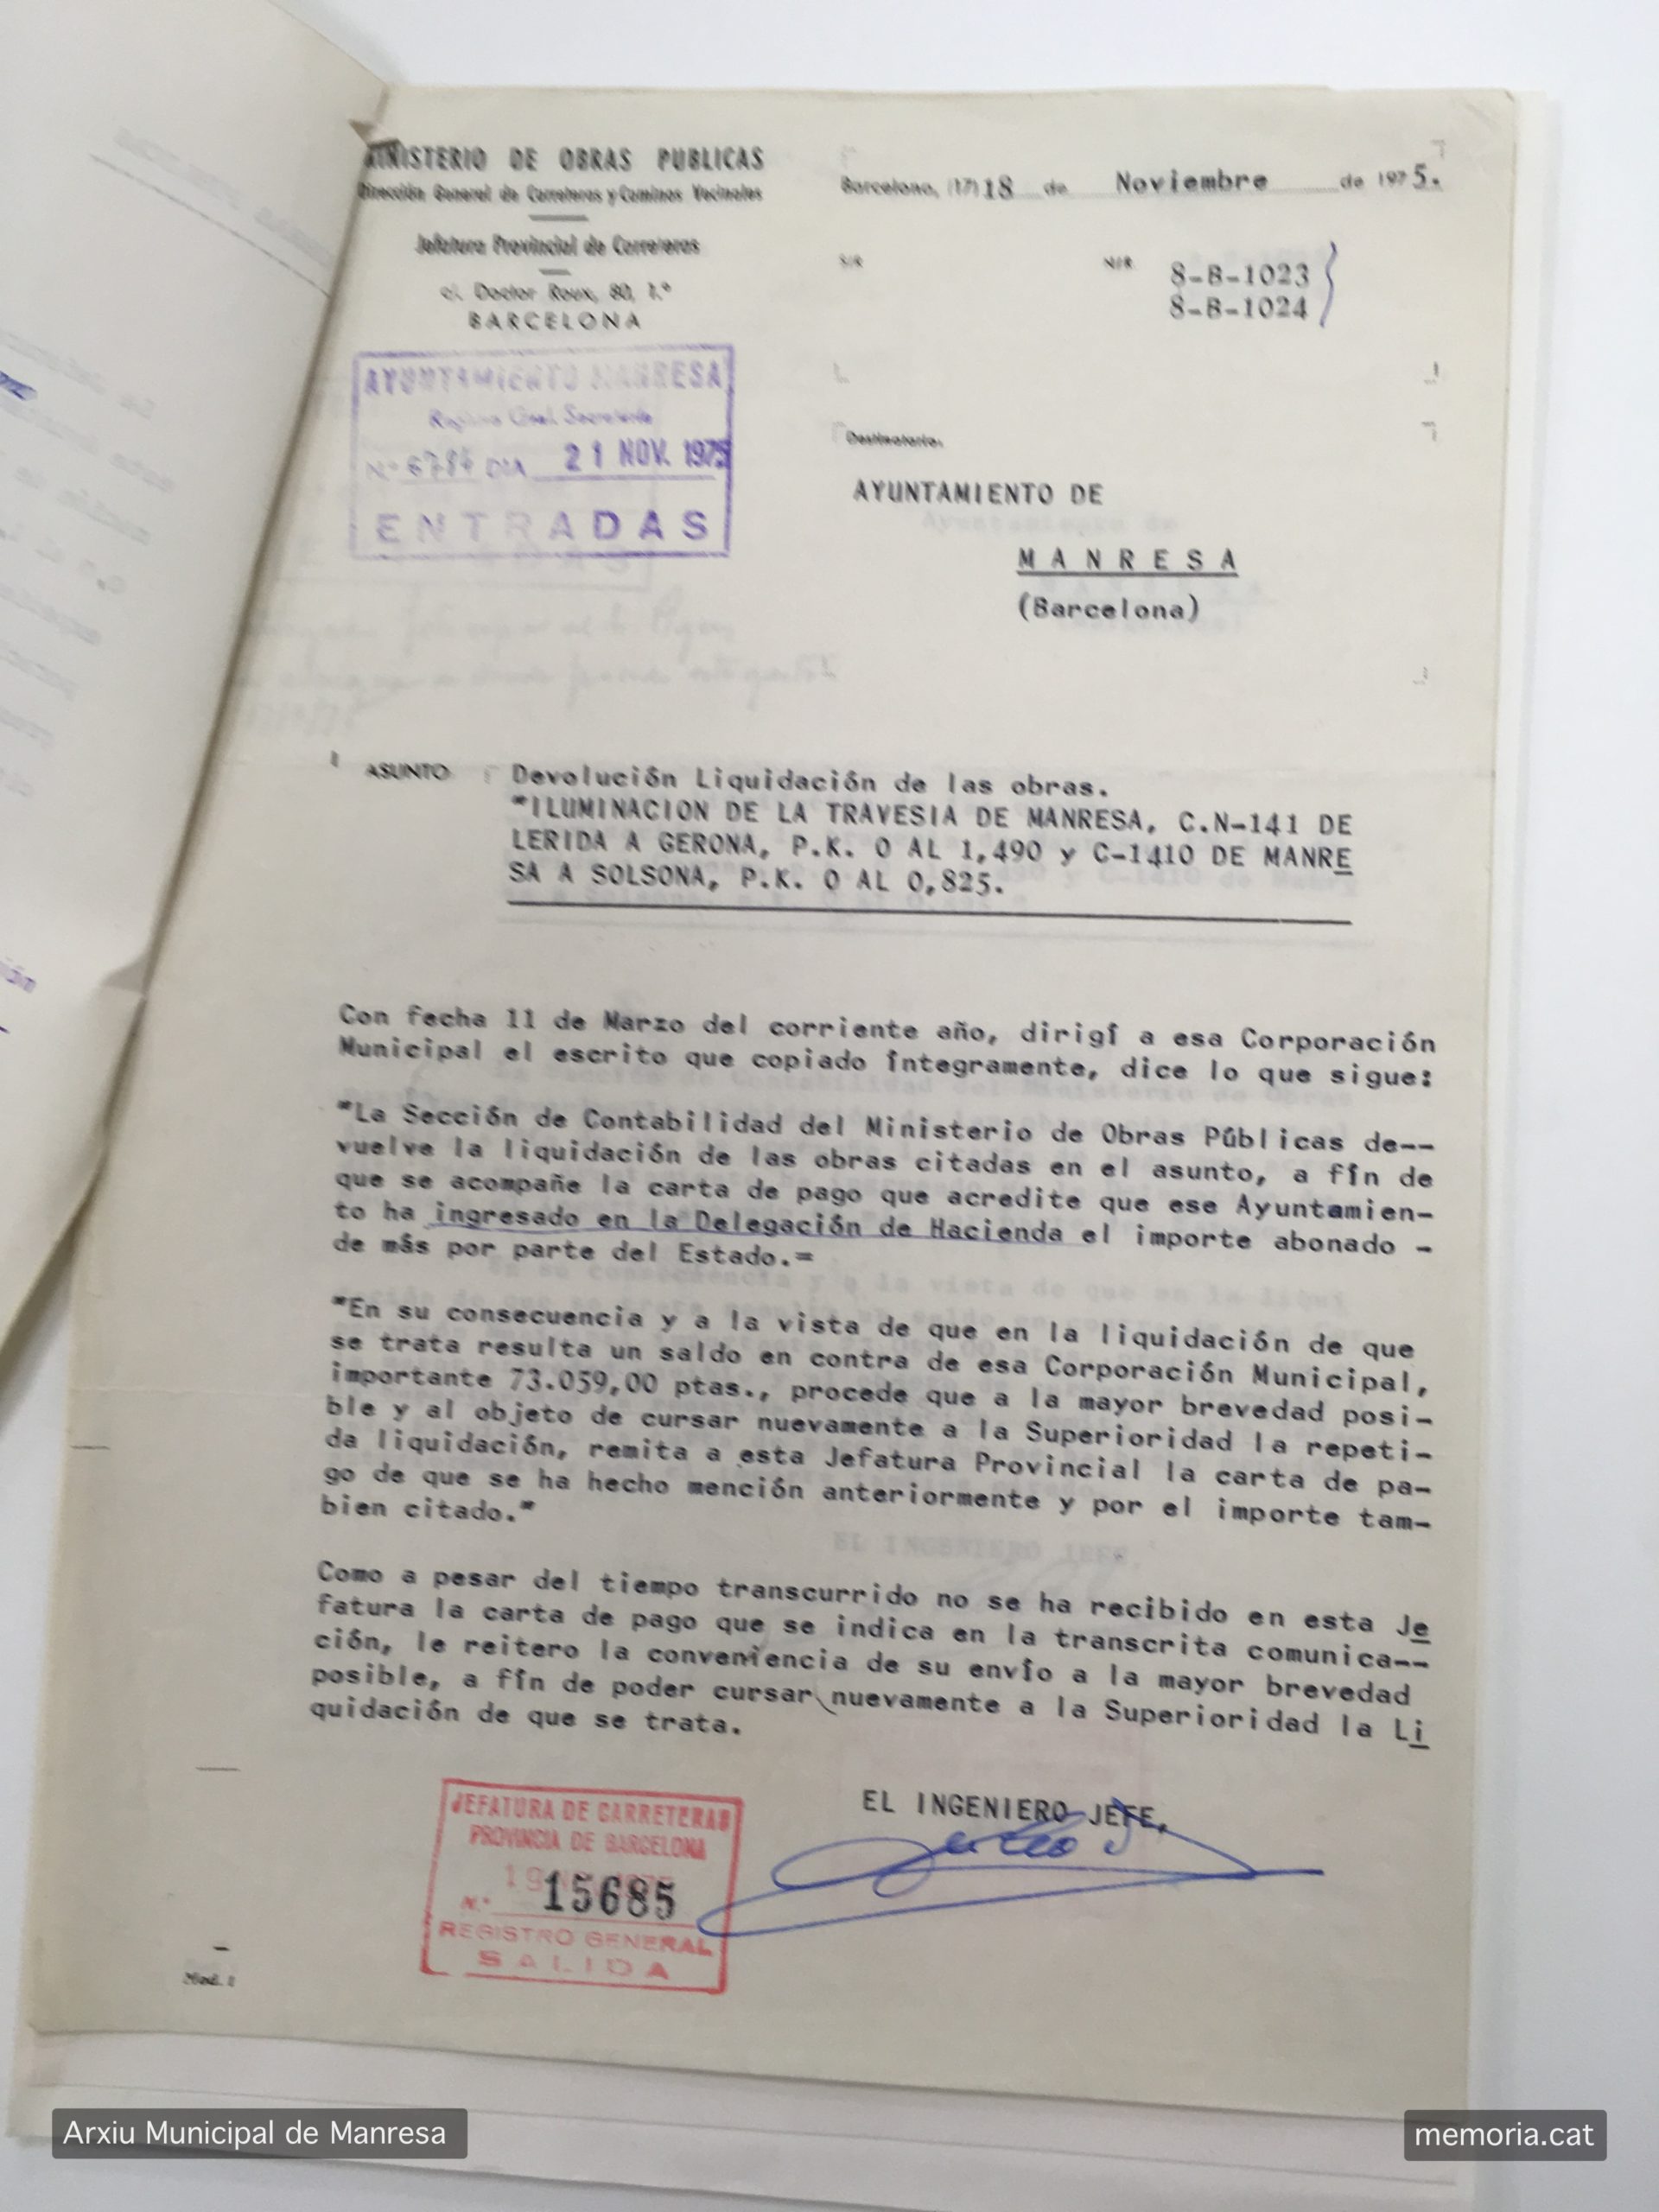 MINISTERIO DE OBRAS PUBLICAS
Dirección General de Carreteras y Caminos Vecinales
Jefatura Provincial de Carreteras
c/. Doctor Roux, 80, 1.º
BARCELONA
Barcelona, (17) 18 de Noviembre de 1975.
S/R
N/R
8-B-1023
8-B-1024
AYUNTAMIENTO MANRESA
Registro Gral. Secretaría
Nº DIA 21 NOV. 1975
ENTRADAS
Destinatario.
AYUNTAMIENTO DE
MANRESA
(Barcelona)
ASUNTO
Devolución Liquidación de las obras.
"ILUMINACION DE LA TRAVESIA DE MANRESA, C.N-141 DE
LERIDA A GERONA, P.K. 0 AL 1,490 y C-1410 DE MANRE
SA A SOLSONA, P.K. 0 AL 0,825.
Con fecha 11 de Marzo del corriente año, dirigí a esa Corporación
Municipal el escrito que copiado íntegramente, dice lo que sigue:
"La Sección de Contabilidad del Ministerio de Obras Públicas de--
vuelve la liquidación de las obras citadas en el asunto, a fín de
que se acompañe la carta de pago que acredite que ese Ayuntamien-
to ha ingresado en la Delegación de Hacienda el importe abonado -
de más por parte del Estado.=
"En su consecuencia y a la vista de que en la liquidación de que
se trata resulta un saldo en contra de esa Corporación Municipal,
importante 73.059,00 ptas., procede que a la mayor brevedad posi-
ble y al objeto de cursar nuevamente a la Superioridad la repeti-
da liquidación, remita a esta Jefatura Provincial la carta de pa-
go de que se ha hecho mención anteriormente y por el importe tam-
bien citado."
Como a pesar del tiempo transcurrido no se ha recibido en esta Je
fatura la carta de pago que se indica en la transcrita comunica--
ción, le reitero la conveniencia de su envío a la mayor brevedad
posible, a fín de poder cursar nuevamente a la Superioridad la Li
quidación de que se trata.
EL INGENIERO JEFE,
JEFATURA DE CARRETERAS
PROVINCIA DE BARCELONA
N.º 15685
REGISTRO GENERAL
SALIDA
Mod. 1
Arxiu Municipal de Manresa
memoria.cat